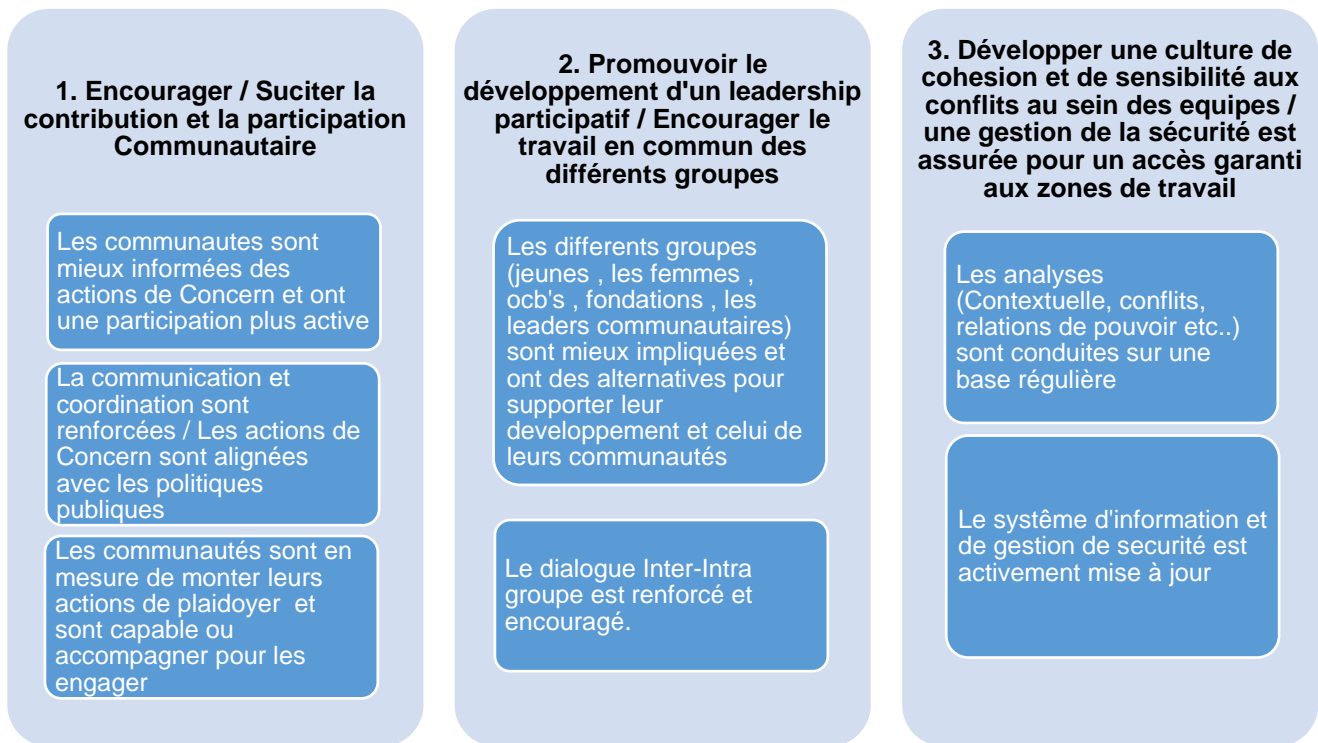 1. Encourager / Suciter la
contribution et la participation
Communautaire
Les communautes sont
mieux informées des
actions de Concern et ont
une participation plus active
La communication et
coordination sont
renforcées / Les actions de
Concern sont alignées
avec les politiques
publiques
Les communautés sont en
mesure de monter leurs
actions de plaidoyer et
sont capable ou
accompagner pour les
engager
2. Promouvoir le
développement d'un leadership
participatif / Encourager le
travail en commun des
différents groupes
Les differents groupes
(jeunes , les femmes ,
ocb's , fondations , les
leaders communautaires)
sont mieux impliquées et
ont des alternatives pour
supporter leur
developpement et celui de
leurs communautés
Le dialogue Inter-Intra
groupe est renforcé et
encouragé.
3. Développer une culture de
cohesion et de sensibilité aux
conflits au sein des equipes /
une gestion de la sécurité est
assurée pour un accès garanti
aux zones de travail
Les analyses
(Contextuelle, conflits,
relations de pouvoir etc..)
sont conduites sur une
base régulière
Le systême d'information et
de gestion de securité est
activement mise à jour